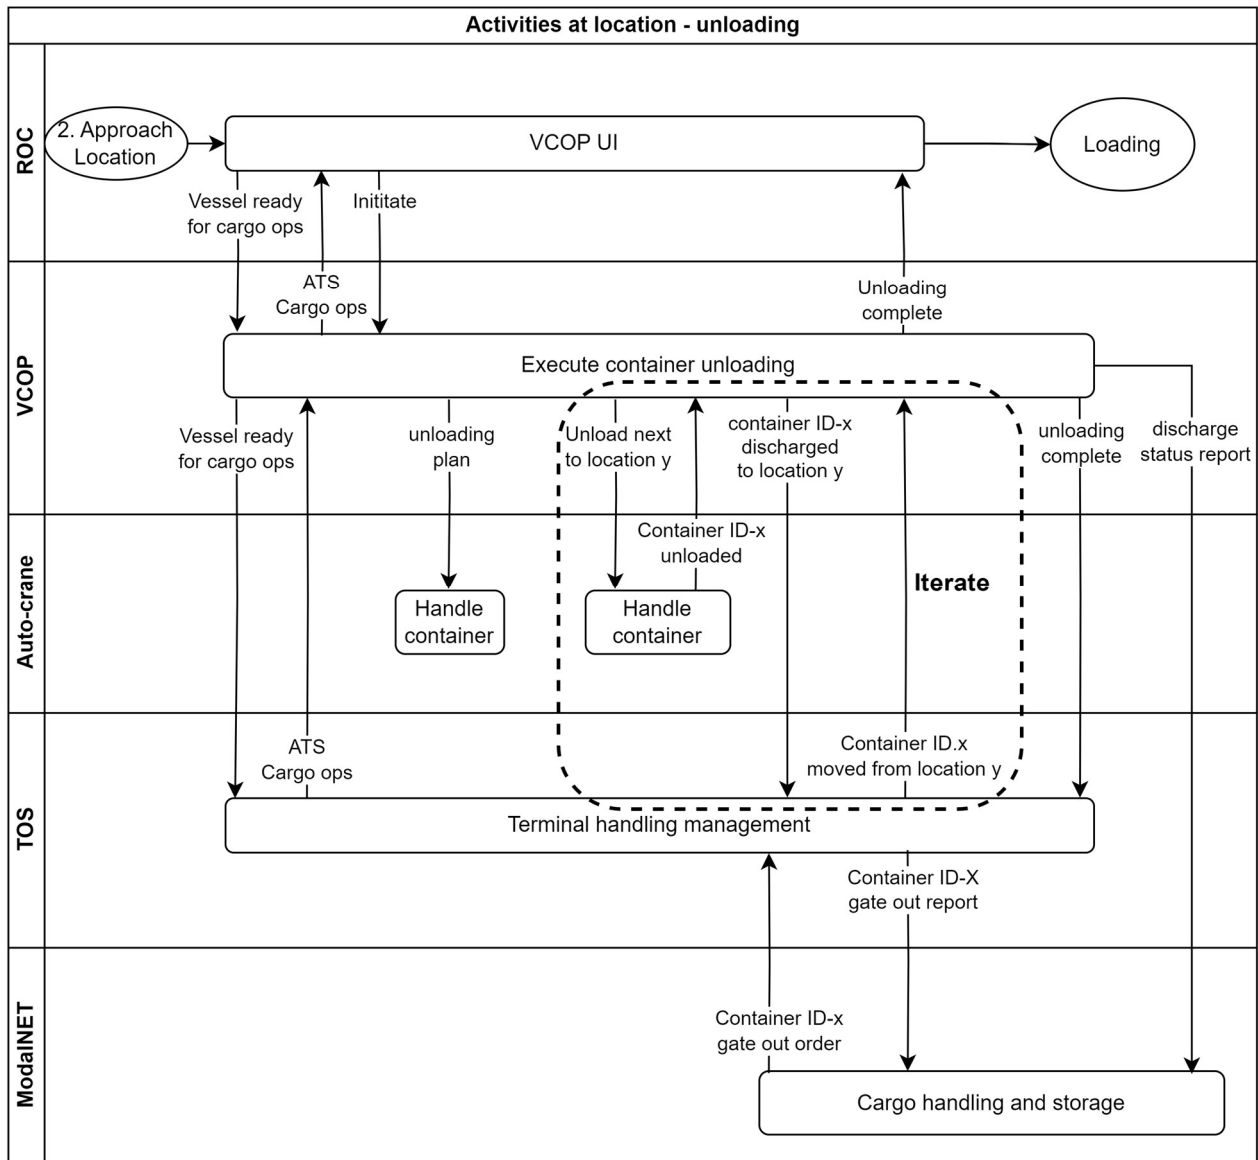 Activities at location - unloading
ROC
2. Approach
Location
VCOP UI
Loading
Vessel ready
for cargo ops
Inititate
VCOP
ATS
Cargo ops
Unloading
complete
Execute container unloading
Vessel ready
for cargo ops
unloading
plan
Unload next
to location y
container ID-x
discharged
to location y
unloading
complete
discharge
status report
Auto-crane
Container ID-x
unloaded
Handle
container
Handle
container
Iterate
TOS
ATS
Cargo ops
Container ID.x
moved from location y
Terminal handling management
Container ID-X
gate out report
ModalNET
Container ID-x
gate out order
Cargo handling and storage